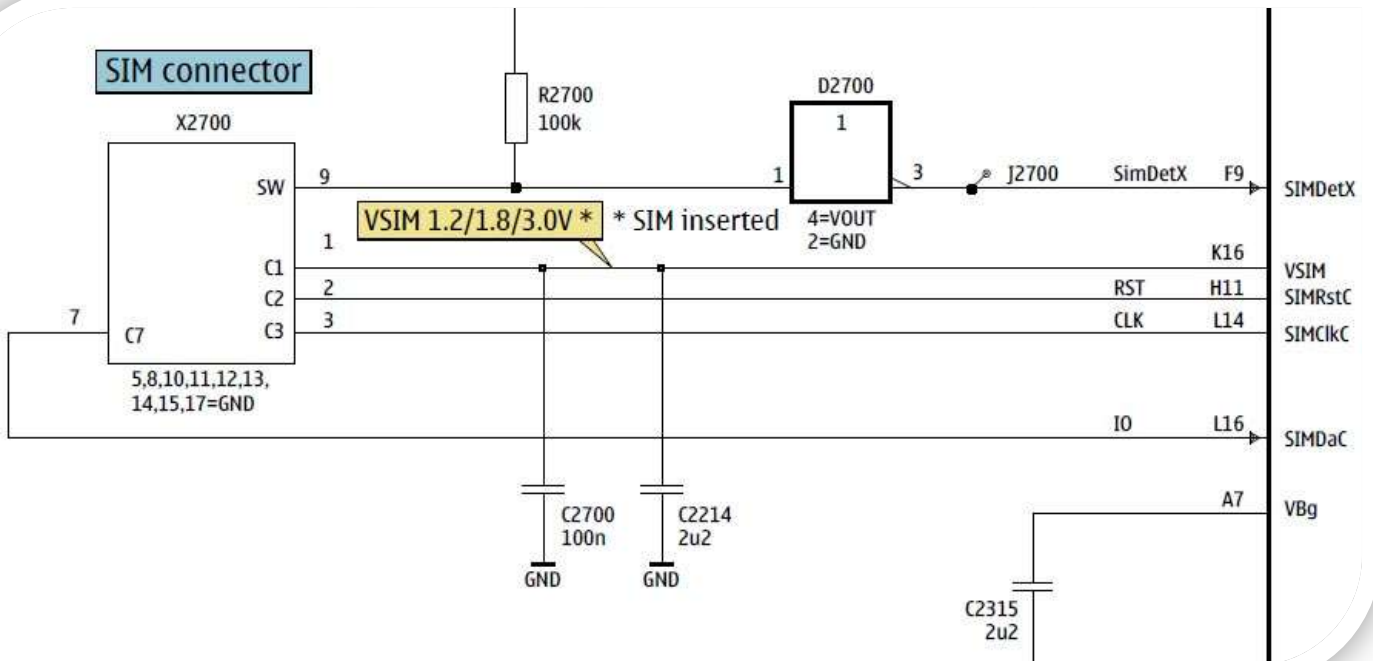 SIM connector
X2700
R2700
100k
D2700
1
SW
9
1
3
J2700
SimDetX
F9
SIMDetX
VSIM 1.2/1.8/3.0V *
* SIM inserted
4=VOUT
2=GND
1
C1
K16
VSIM
C2
2
RST
H11
SIMRstC
7
C7
C3
3
CLK
L14
SIMClkC
5,8,10,11,12,13,
14,15,17=GND
IO
L16
SIMDaC
A7
VBg
C2700
100n
C2214
2u2
GND
GND
C2315
2u2